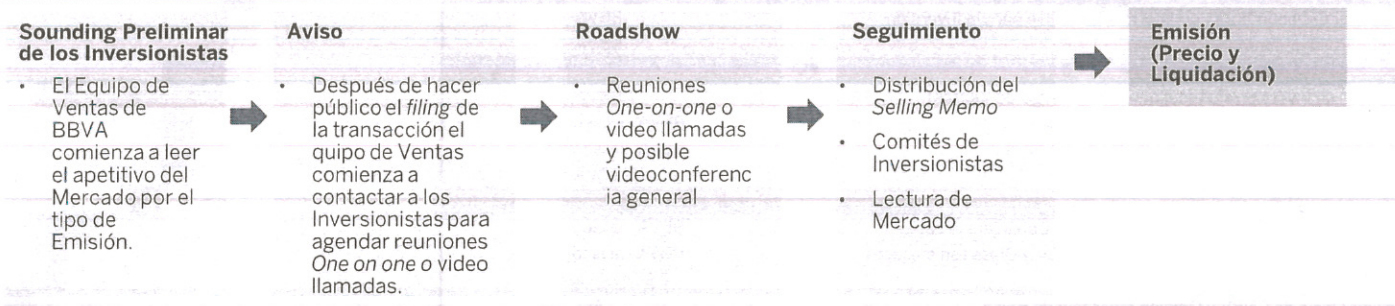 Sounding Preliminar
de los Inversionistas
• El Equipo de
Ventas de
BBVA
comienza a leer
el apetitivo del
Mercado por el
tipo de
Emisión.
Aviso
• Después de hacer
público el filing de
la transacción el
quipo de Ventas
comienza a
contactar a los
Inversionistas para
agendar reuniones
One on one o video
llamadas.
Roadshow
• Reuniones
One-on-one o
video llamadas
y posible
videoconferenc
ia general
Seguimiento
• Distribución del
Selling Memo
• Comités de
Inversionistas
• Lectura de
Mercado
Emisión
(Precio y
Liquidación)